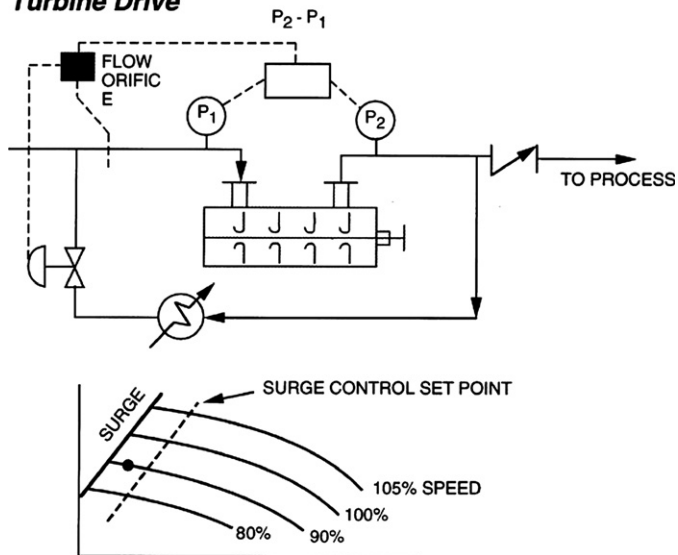 Turbine Drive
P2 - P1
FLOW
ORIFIC
E
P1
P2
TO PROCESS
SURGE CONTROL SET POINT
SURGE
105% SPEED
100%
90%
80%